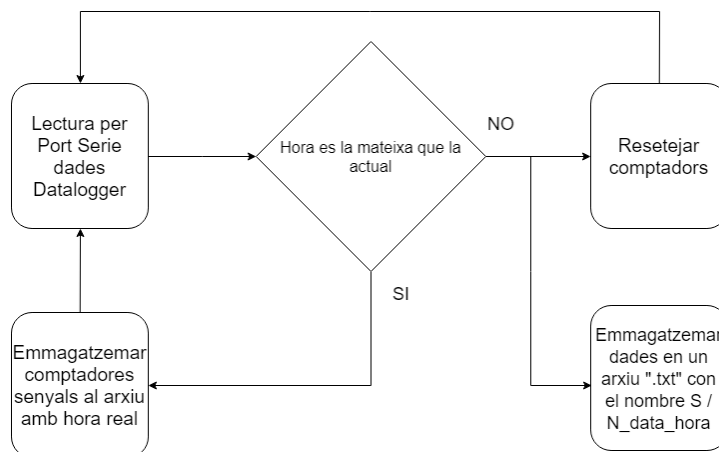 Lectura per
Port Serie
dades
Datalogger
Hora es la mateixa que la
actual
NO
Resetejar
comptadors
SI
Emmagatzemar
comptadores
senyals al arxiu
amb hora real
Emmagatzemar
dades en un
arxiu ".txt" con
el nombre S /
N_data_hora